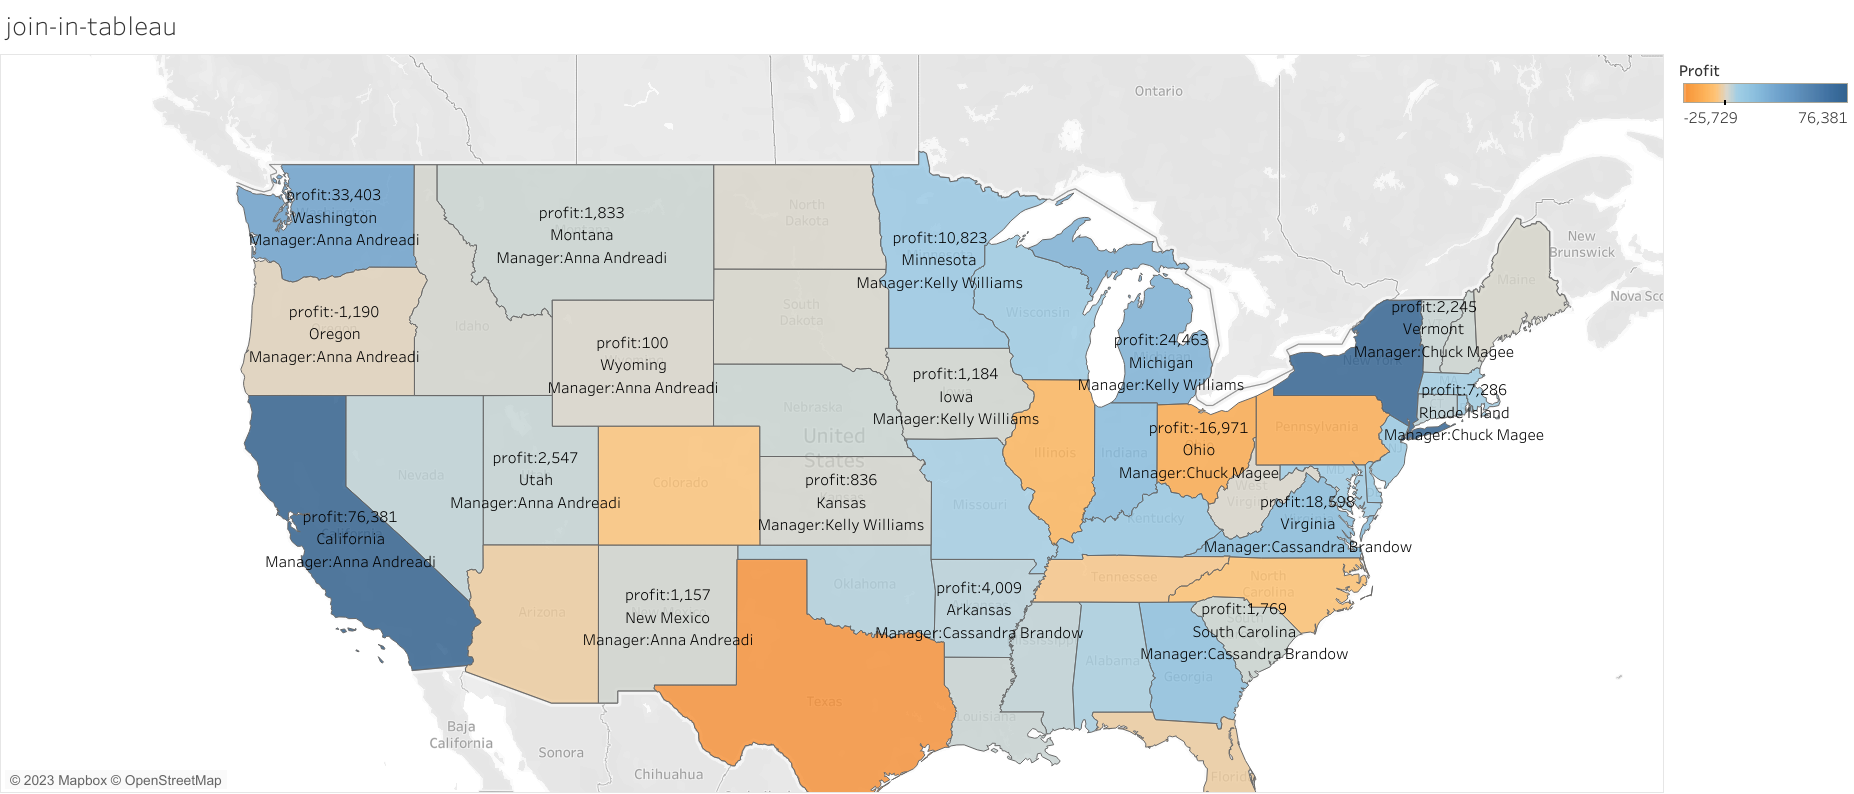 join-in-tableau
Profit
-25,729
76,381
Ontario
New
Brunswick
Nova Sc
Maine
profit:33,403
Washington
Manager:Anna Andreadi
profit:1,833
Montana
Manager:Anna Andreadi
North
Dakota
profit:10,823
Minnesota
Manager:Kelly Williams
profit:-1,190
Oregon
Manager:Anna Andreadi
Idaho
profit:100
Wyoming
Manager:Anna Andreadi
South
Dakota
Wisconsin
profit:24,463
Michigan
Manager:Kelly Williams
profit:2,245
Vermont
Manager:Chuck Magee
profit:1,184
Iowa
Manager:Kelly Williams
profit:7,286
Rhode Island
Manager:Chuck Magee
Nebraska
United
States
Nevada
profit:2,547
Utah
Manager:Anna Andreadi
Colorado
profit:836
Kansas
Manager:Kelly Williams
Missouri
Illinois
Indiana
profit:-16,971
Ohio
Manager:Chuck Magee
Pennsylvania
West
profit:18,598
Virginia
Manager:Cassandra Brandow
Kentucky
profit:76,381
California
Manager:Anna Andreadi
Arizona
profit:1,157
New Mexico
Manager:Anna Andreadi
Oklahoma
profit:4,009
Arkansas
Manager:Cassandra Brandow
Tennessee
North
Carolina
profit:1,769
South Carolina
Manager:Cassandra Brandow
Alabama
Georgia
Texas
Louisiana
Florida
Baja
California
Sonora
Chihuahua
© 2023 Mapbox © OpenStreetMap